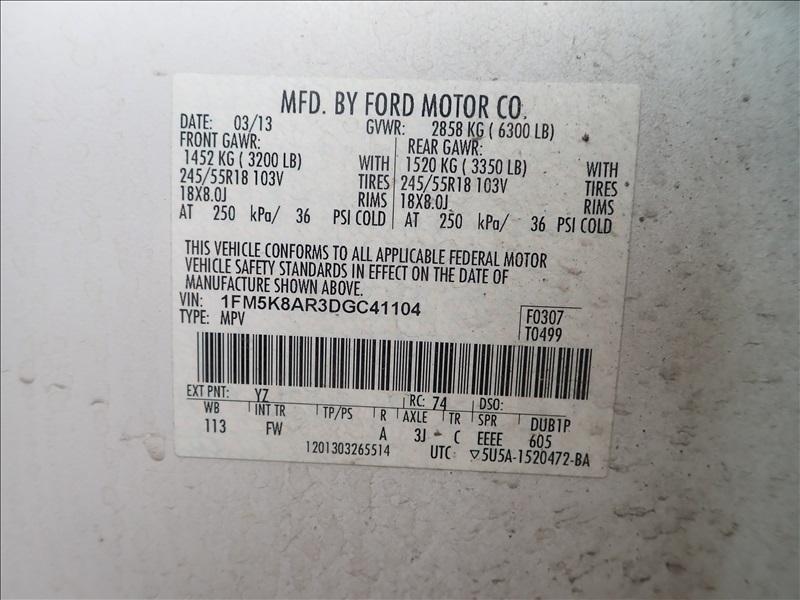 MFD. BY FORD MOTOR CO.
DATE: 03/13 GVWR: 2858 KG ( 6300 LB)
FRONT GAWR: REAR GAWR:
1452 KG ( 3200 LB) WITH 1520 KG ( 3350 LB) WITH
245/55R18 103V TIRES 245/55R18 103V TIRES
18X8.0J RIMS 18X8.0J RIMS
AT 250 kPa/ 36 PSI COLD AT 250 kPa/ 36 PSI COLD
THIS VEHICLE CONFORMS TO ALL APPLICABLE FEDERAL MOTOR
VEHICLE SAFETY STANDARDS IN EFFECT ON THE DATE OF
MANUFACTURE SHOWN ABOVE.
VIN: 1FM5K8AR3DGC41104
TYPE: MPV
F0307
T0499
EXT PNT: YZ RC: 74 DSO:
WB INT TR TP/PS R AXLE TR SPR DUB1P
113 FW A 3J C EEEE 605
1201303265514 UTC: ▽5U5A-1520472-BA